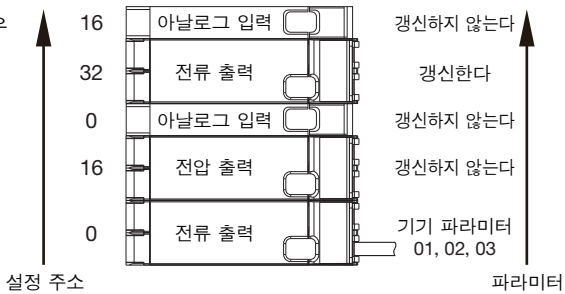 16 아날로그 입력 갱신하지 않는다
32 전류 출력 갱신한다
0 아날로그 입력 갱신하지 않는다
16 전압 출력 갱신하지 않는다
0 전류 출력 기기 파라미터
01, 02, 03
설정 주소 파라미터